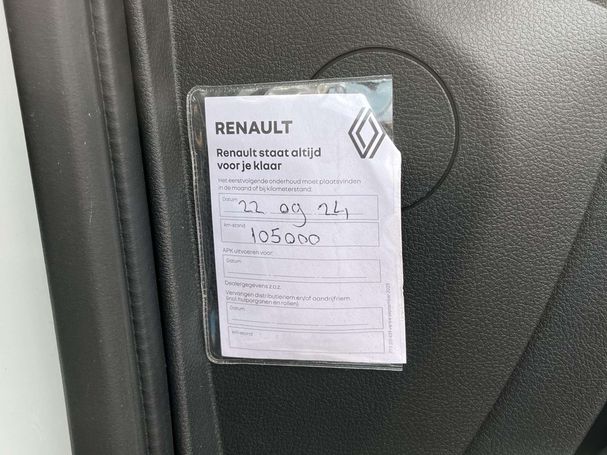 RENAULT
Renault staat altijd
voor je klaar
Het eerstvolgende onderhoud moet plaatsvinden
in de maand of bij kilometerstand:
Datum 22 09 24
km-stand 105000
APK uitvoeren voor:
Datum
Dealergegevens z.o.z.
Vervangen distributieriem en/of aandrijfriem
(incl. hulporganen en rollen).
Datum
km-stand